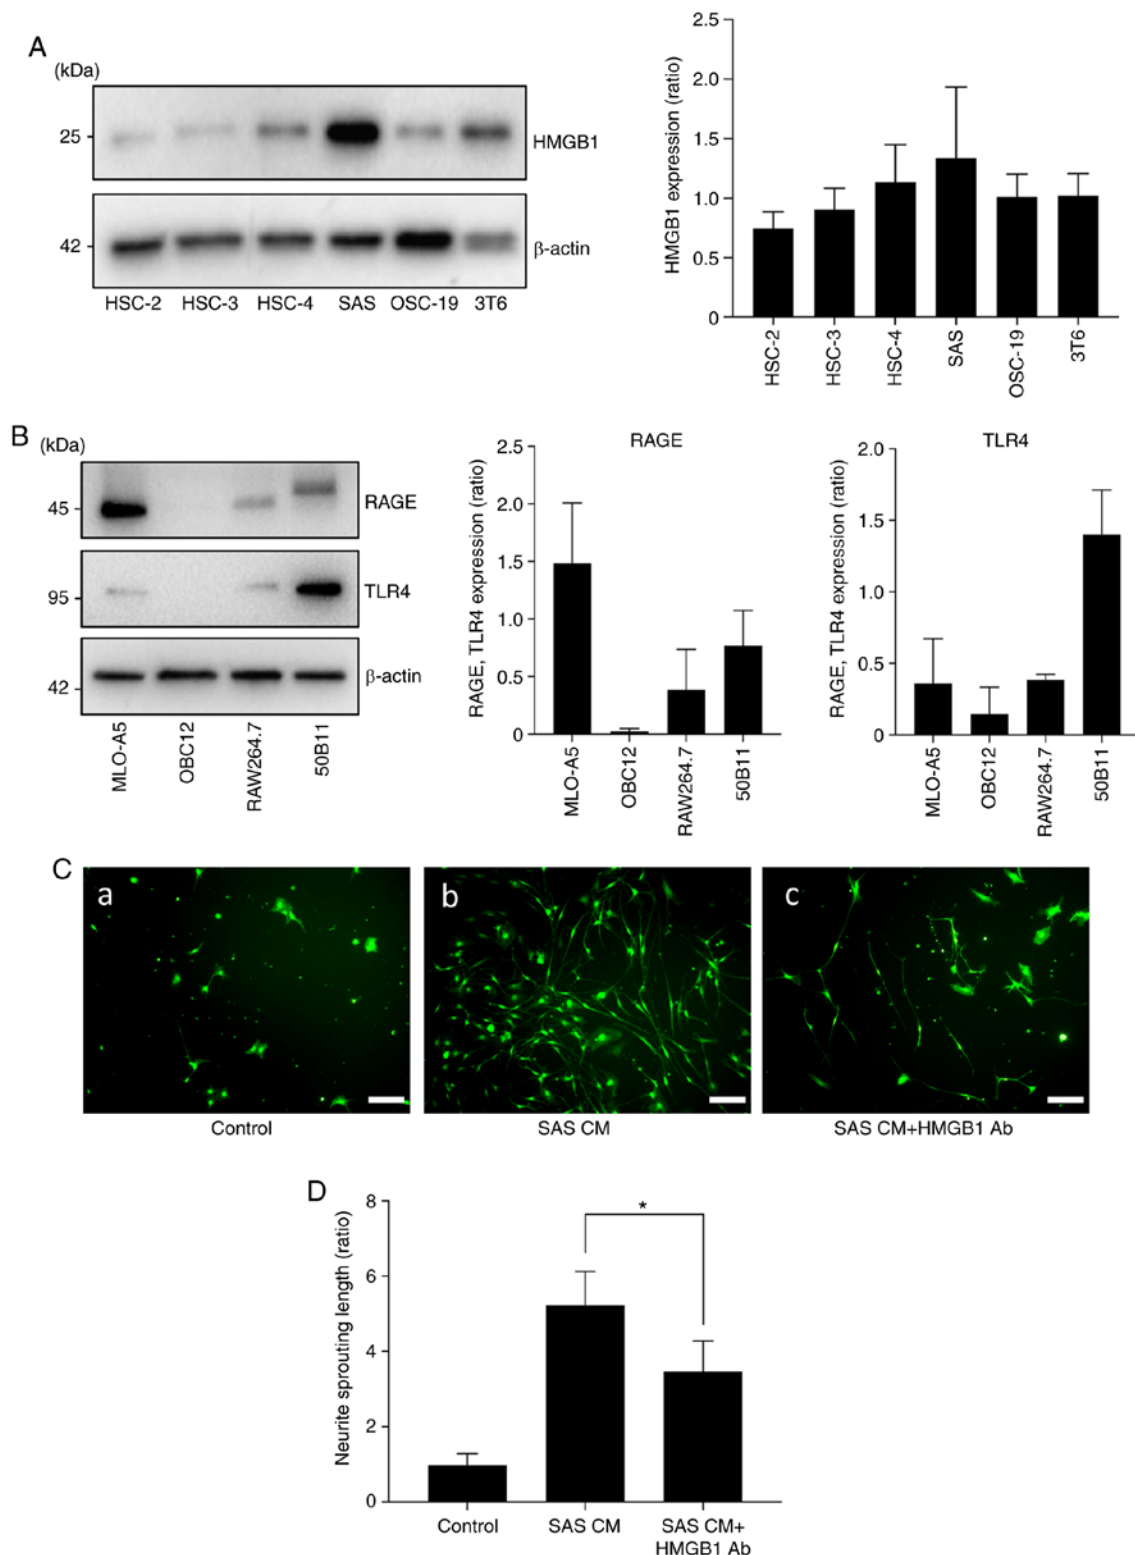 A
(kDa)
25
HMGB1
42
β-actin
HSC-2 HSC-3 HSC-4 SAS OSC-19 3T6
HMGB1 expression (ratio)
2.5
2.0
1.5
1.0
0.5
0
HSC-2
HSC-3
HSC-4
SAS
OSC-19
3T6
B
(kDa)
45
RAGE
95
TLR4
42
β-actin
MLO-A5
OBC12
RAW264.7
50B11
RAGE
RAGE, TLR4 expression (ratio)
2.5
2.0
1.5
1.0
0.5
0
MLO-A5
OBC12
RAW264.7
50B11
TLR4
RAGE, TLR4 expression (ratio)
2.0
1.5
1.0
0.5
0.0
MLO-A5
OBC12
RAW264.7
50B11
C
a
b
c
Control
SAS CM
SAS CM+HMGB1 Ab
D
Neurite sprouting length (ratio)
8
6
4
2
0
*
Control
SAS CM
SAS CM+
HMGB1 Ab